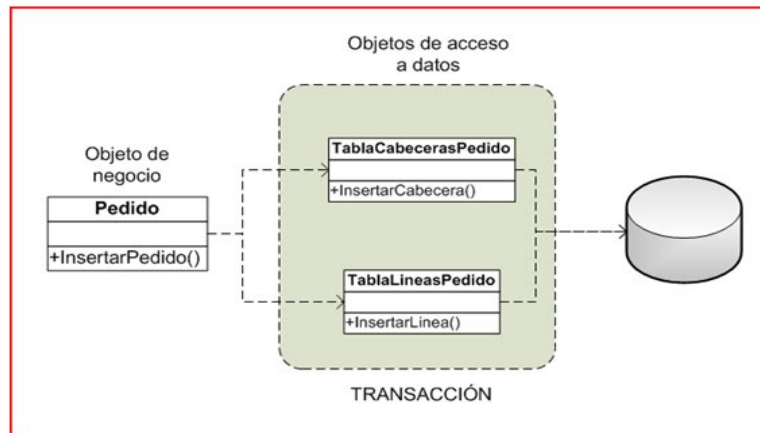 Objetos de acceso
a datos
Objeto de
negocio
Pedido
+InsertarPedido()
TablaCabecerasPedido
+InsertarCabecera()
TablaLineasPedido
+InsertarLinea()
TRANSACCIÓN